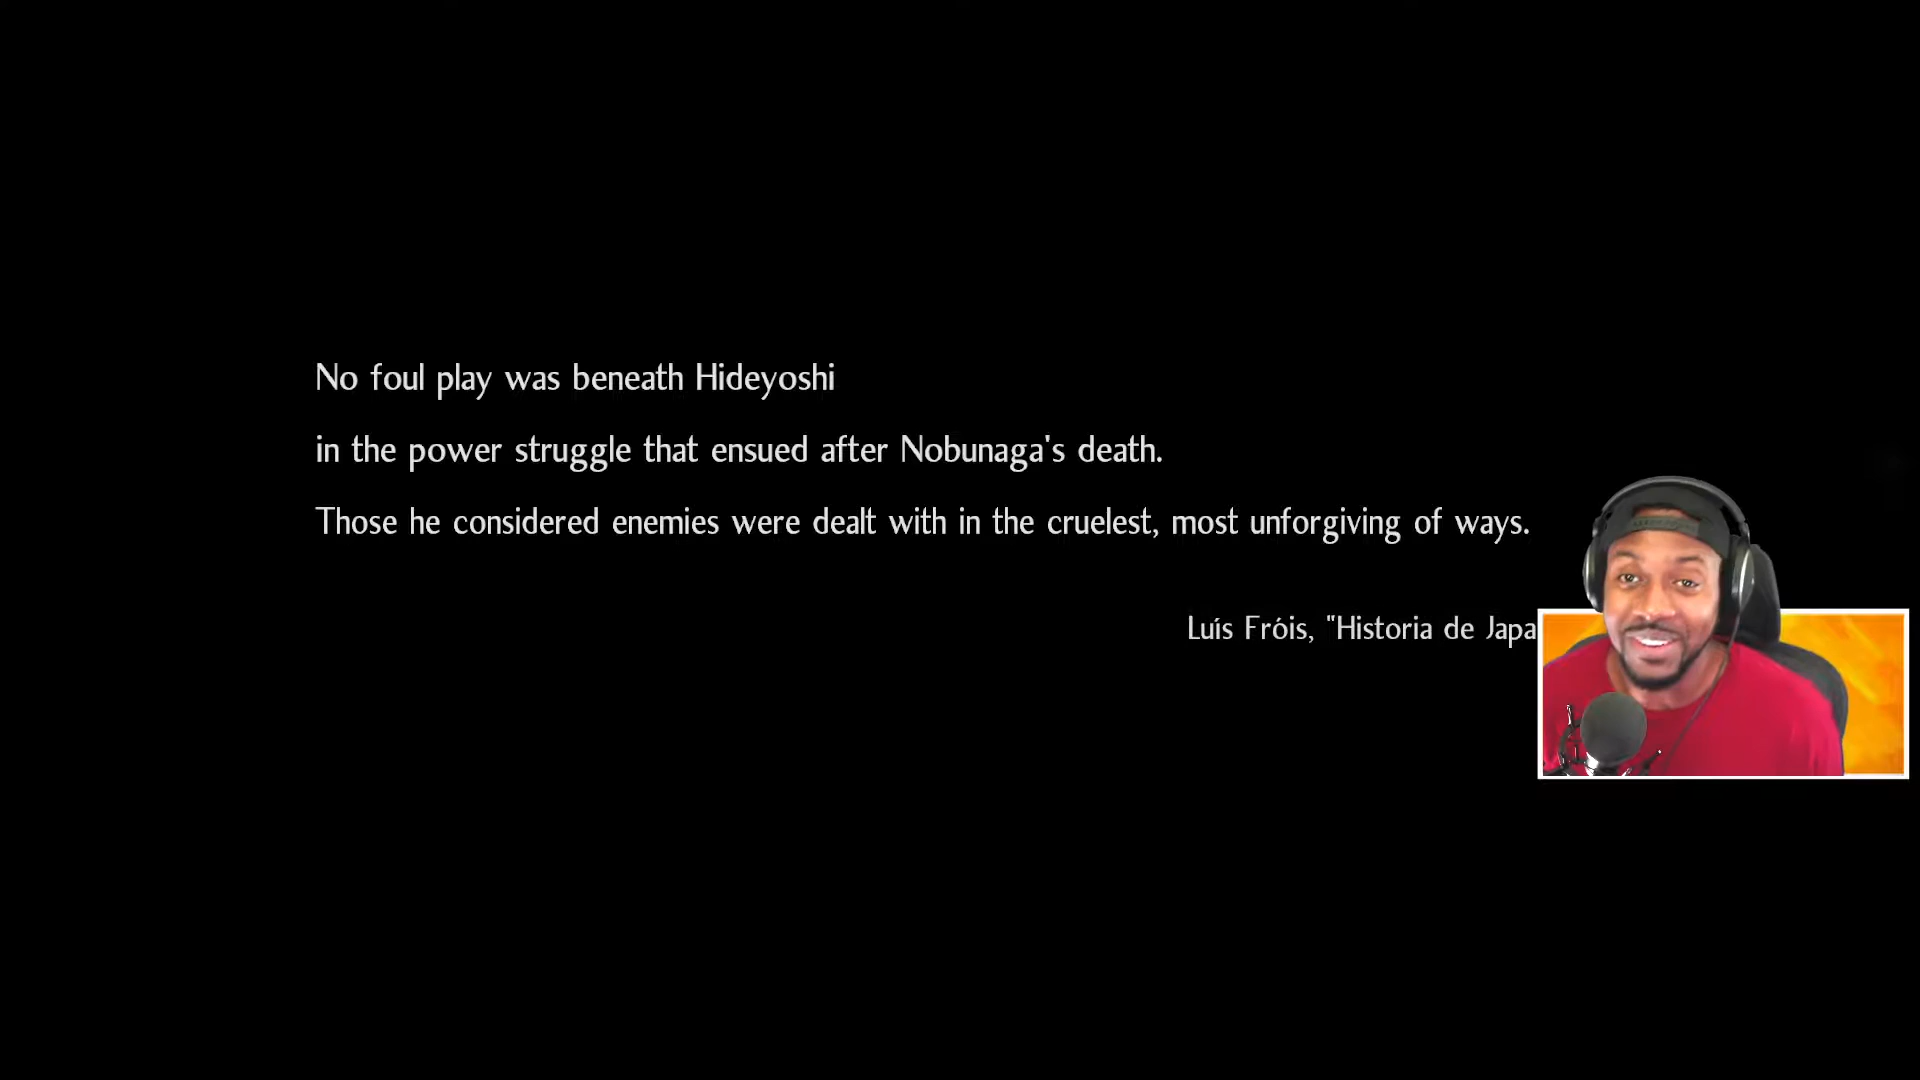 No foul play was beneath Hideyoshi
in the power struggle that ensued after Nobunaga's death.
Those he considered enemies were dealt with in the cruelest, most unforgiving of ways.
Luís Fróis, "Historia de Japa